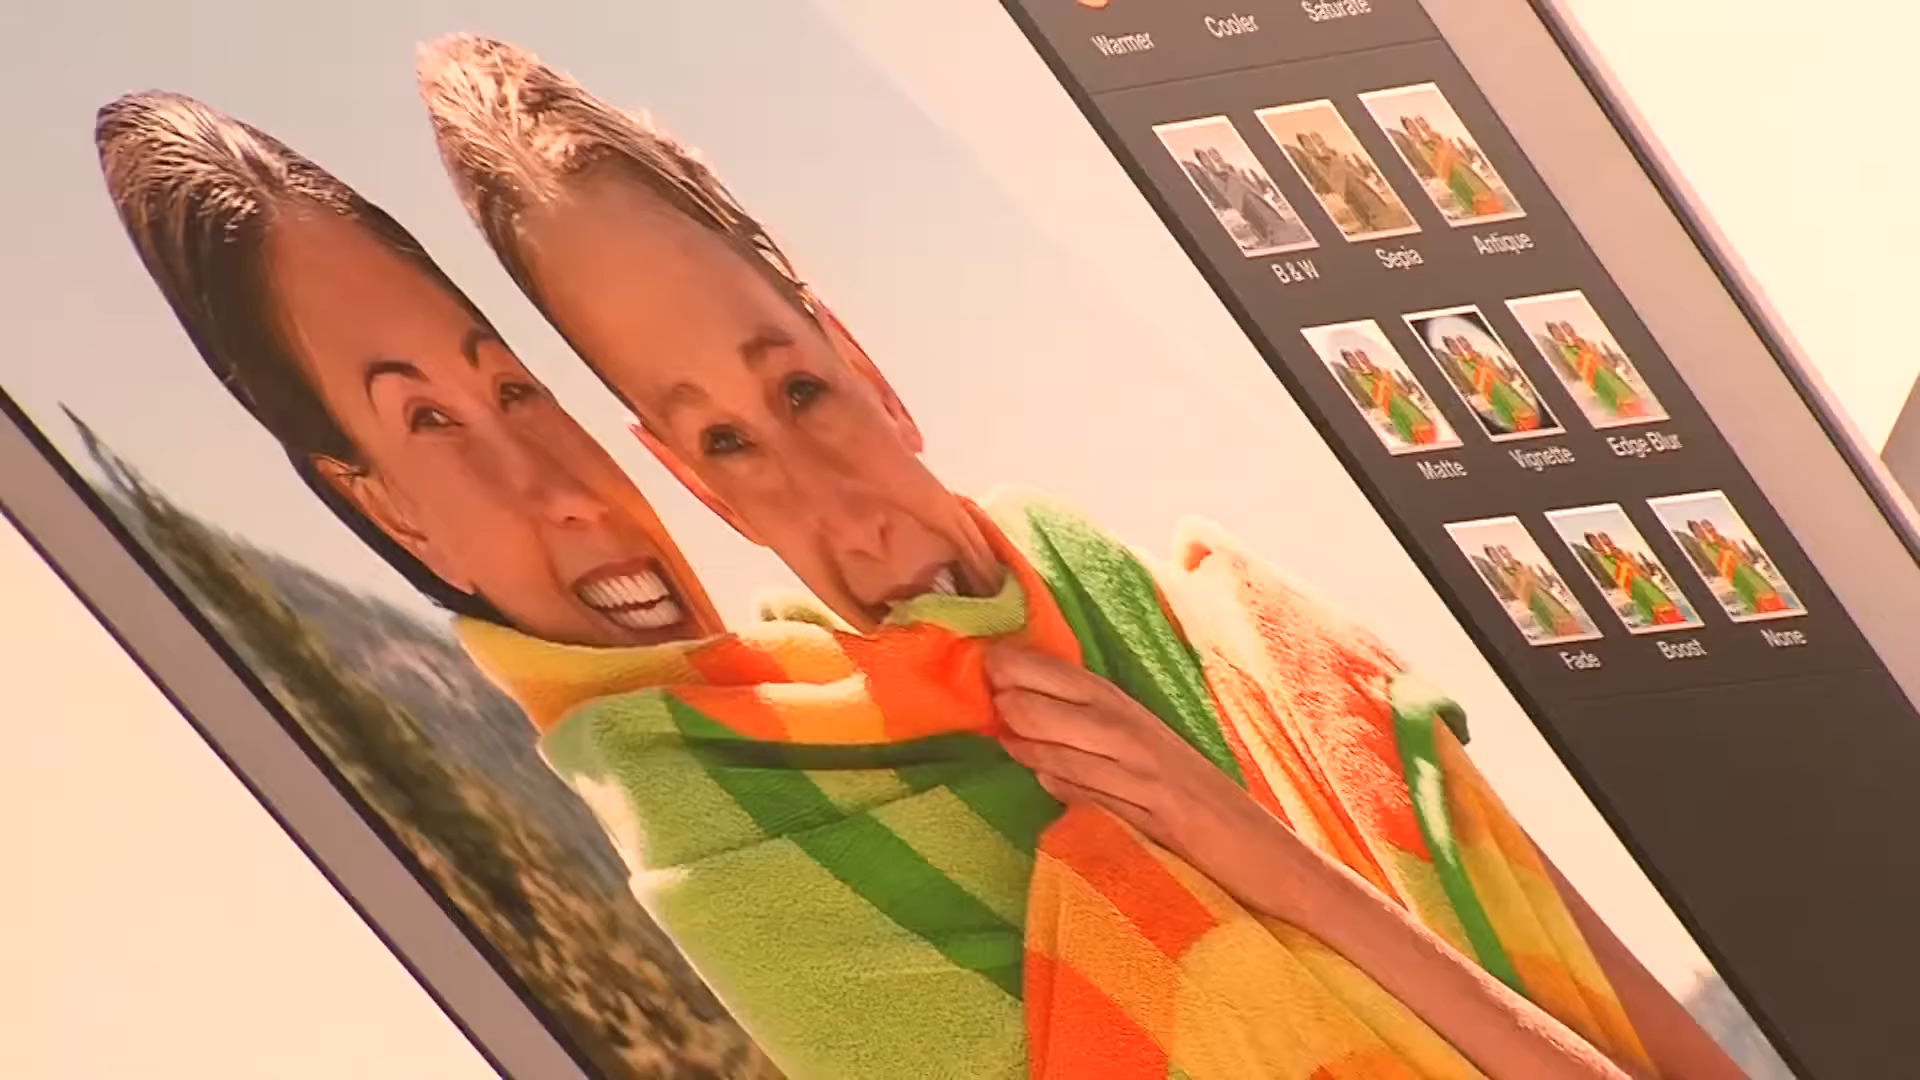 Warmer Cooler Saturate
B & W Sepia Antique
Matte Vignette Edge Blur
Fade Boost None